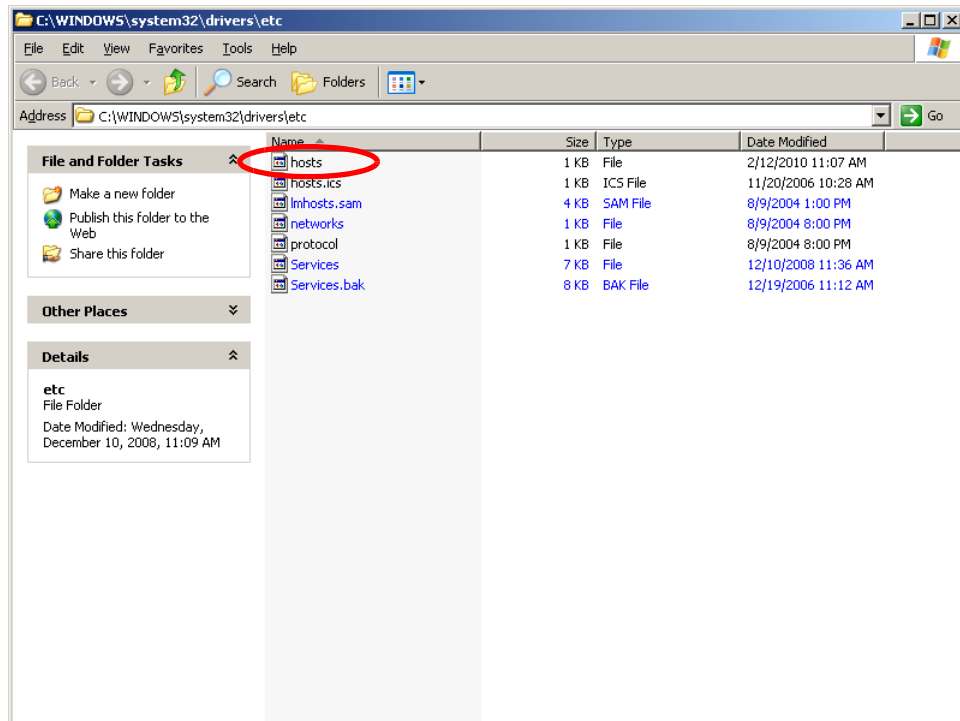 C:\WINDOWS\system32\drivers\etc
File Edit View Favorites Tools Help
Back Search Folders
Address C:\WINDOWS\system32\drivers\etc Go
File and Folder Tasks
Make a new folder
Publish this folder to the
Web
Share this folder
Other Places
Details
etc
File Folder
Date Modified: Wednesday,
December 10, 2008, 11:09 AM
Name Size Type Date Modified
hosts 1 KB File 2/12/2010 11:07 AM
hosts.ics 1 KB ICS File 11/20/2006 10:28 AM
lmhosts.sam 4 KB SAM File 8/9/2004 1:00 PM
networks 1 KB File 8/9/2004 8:00 PM
protocol 1 KB File 8/9/2004 8:00 PM
Services 7 KB File 12/10/2008 11:36 AM
Services.bak 8 KB BAK File 12/19/2006 11:12 AM